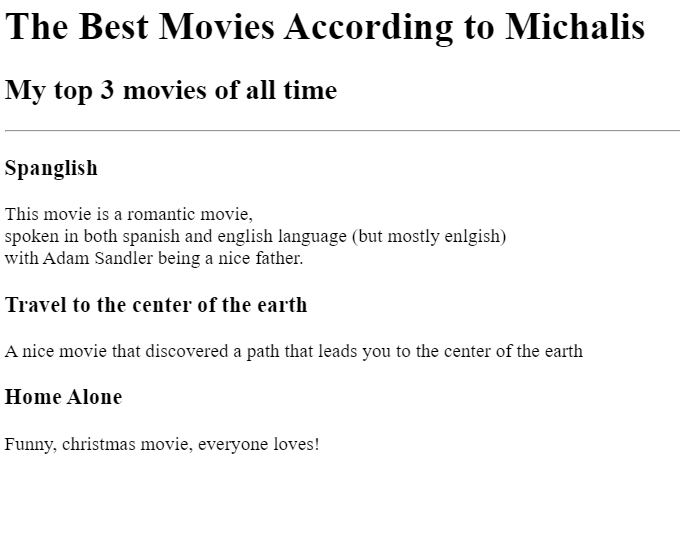 The Best Movies According to Michalis
My top 3 movies of all time
Spanglish
This movie is a romantic movie,
spoken in both spanish and english language (but mostly enlgish)
with Adam Sandler being a nice father.
Travel to the center of the earth
A nice movie that discovered a path that leads you to the center of the earth
Home Alone
Funny, christmas movie, everyone loves!